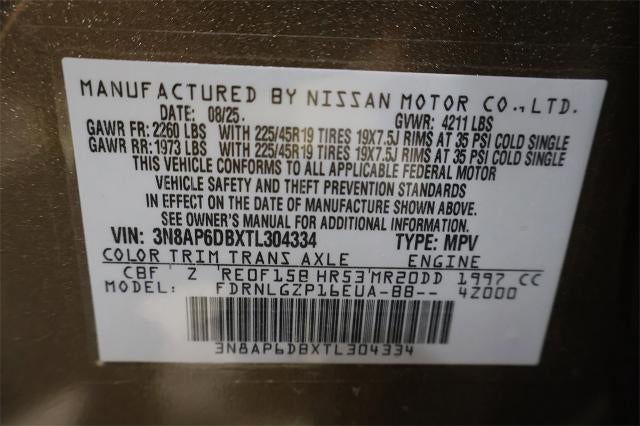 MANUFACTURED BY NISSAN MOTOR CO., LTD.
DATE: 08/25. GVWR: 4211 LBS
GAWR FR: 2260 LBS WITH 225/45R19 TIRES 19X7.5J RIMS AT 35 PSI COLD SINGLE
GAWR RR: 1973 LBS WITH 225/45R19 TIRES 19X7.5J RIMS AT 35 PSI COLD SINGLE
THIS VEHICLE CONFORMS TO ALL APPLICABLE FEDERAL MOTOR
VEHICLE SAFETY AND THEFT PREVENTION STANDARDS
IN EFFECT ON THE DATE OF MANUFACTURE SHOWN ABOVE.
SEE OWNER'S MANUAL FOR ADDITIONAL INFORMATION.
VIN: 3N8AP6DBXTL304334 TYPE: MPV
COLOR TRIM TRANS AXLE ENGINE
CBF Z RE0F15B HR53 MR20DD 1997 CC
MODEL: FDRNLGZP16EUA-BB-- 4Z000
3N8AP6DBXTL304334